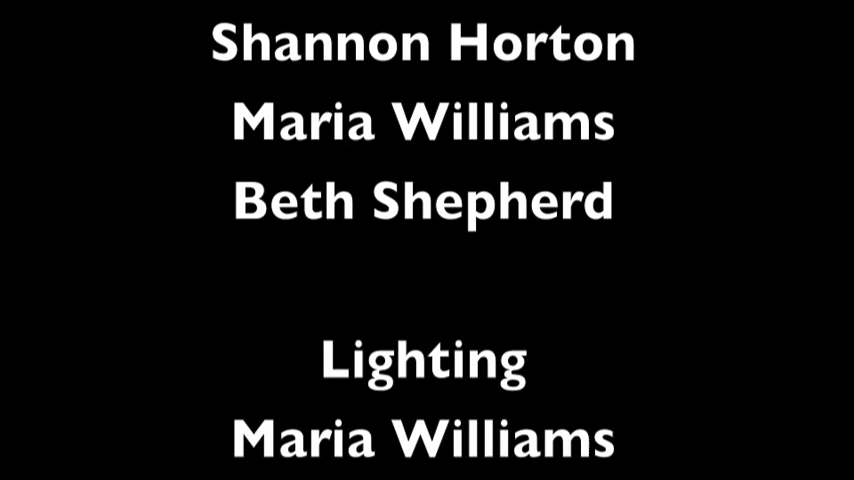 Shannon Horton
Maria Williams
Beth Shepherd
Lighting
Maria Williams